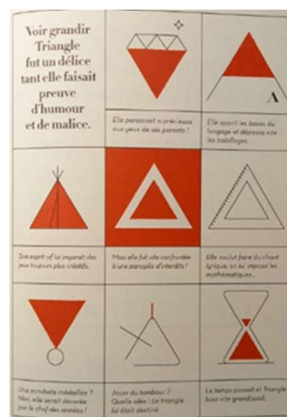 Voir grandir
Triangle
fut un délice
tant elle faisait
preuve
d'humour
et de malice.
Elle paraissait si précieuse
aux yeux de ses parents !
A
Elle apprit les bases du
langage et dépassa vite
les babillages.
Son esprit vif lui inspirait des
jeux toujours plus créatifs.
Mais elle fut vite confrontée
à une panoplie d'interdits !
Elle voulut faire du chant
lyrique, on lui imposa les
mathématiques...
Une acrobate médaillée ?
Non, elle serait décorée
par le chef des armées !
Jouer du tambour ?
Quelle idée ! Le triangle
lui était destiné.
Le temps passait et Triangle
bien vite grandissait.